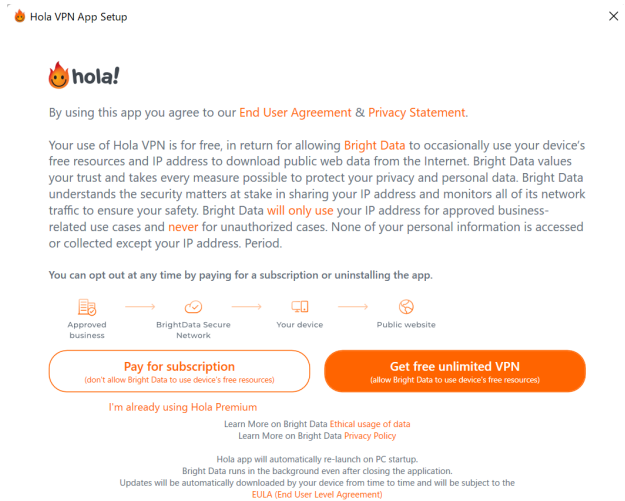 Hola VPN App Setup
hola!
By using this app you agree to our End User Agreement & Privacy Statement.
Your use of Hola VPN is for free, in return for allowing Bright Data to occasionally use your device's
free resources and IP address to download public web data from the Internet. Bright Data values
your trust and takes every measure possible to protect your privacy and personal data. Bright Data
understands the security matters at stake in sharing your IP address and monitors all of its network
traffic to ensure your safety. Bright Data will only use your IP address for approved business-
related use cases and never for unauthorized cases. None of your personal information is accessed
or collected except your IP address. Period.
You can opt out at any time by paying for a subscription or uninstalling the app.
Approved
business
BrightData Secure
Network
Your device
Public website
Pay for subscription
(don't allow Bright Data to use device's free resources)
Get free unlimited VPN
(allow Bright Data to use device's free resources)
I'm already using Hola Premium
Learn More on Bright Data Ethical usage of data
Learn More on Bright Data Privacy Policy
Hola app will automatically re-launch on PC startup.
Bright Data runs in the background even after closing the application.
Updates will be automatically downloaded by your device from time to time and will be subject to the
EULA (End User Level Agreement)